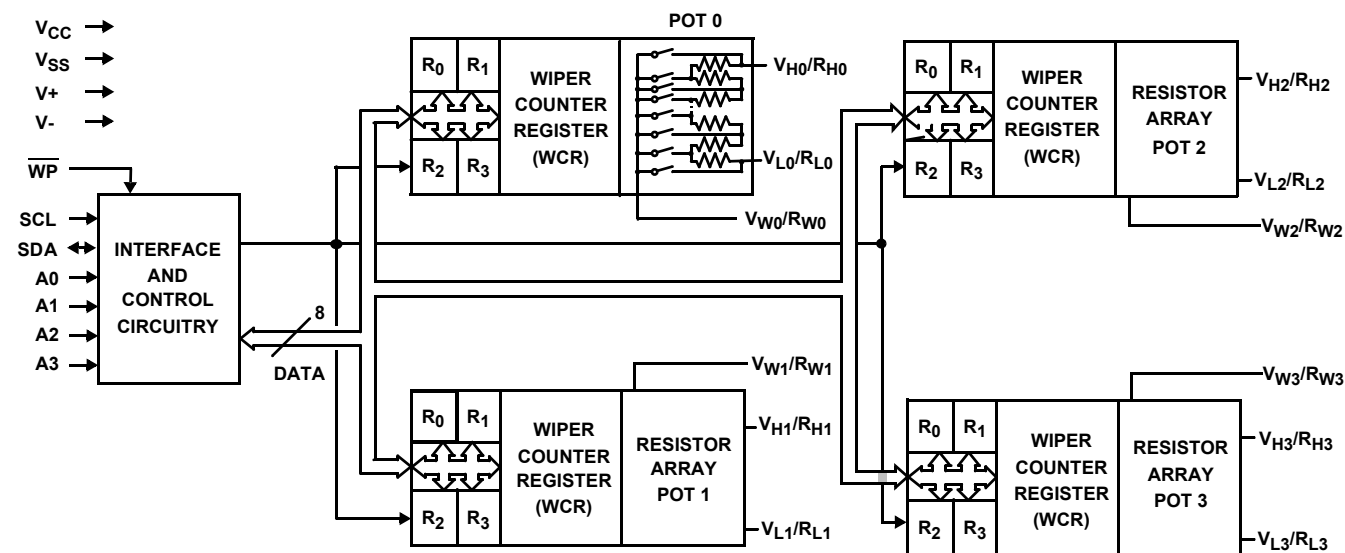 VCC
VSS
V+
V-
WP
SCL
SDA
A0
A1
A2
A3
INTERFACE
AND
CONTROL
CIRCUITRY
8
DATA
POT 0
R0 R1
R2 R3
WIPER
COUNTER
REGISTER
(WCR)
VH0/RH0
VL0/RL0
VW0/RW0
R0 R1
R2 R3
WIPER
COUNTER
REGISTER
(WCR)
RESISTOR
ARRAY
POT 2
VH2/RH2
VL2/RL2
VW2/RW2
VW1/RW1
R0 R1
R2 R3
WIPER
COUNTER
REGISTER
(WCR)
RESISTOR
ARRAY
POT 1
VH1/RH1
VL1/RL1
VW3/RW3
R0 R1
R2 R3
WIPER
COUNTER
REGISTER
(WCR)
RESISTOR
ARRAY
POT 3
VH3/RH3
VL3/RL3